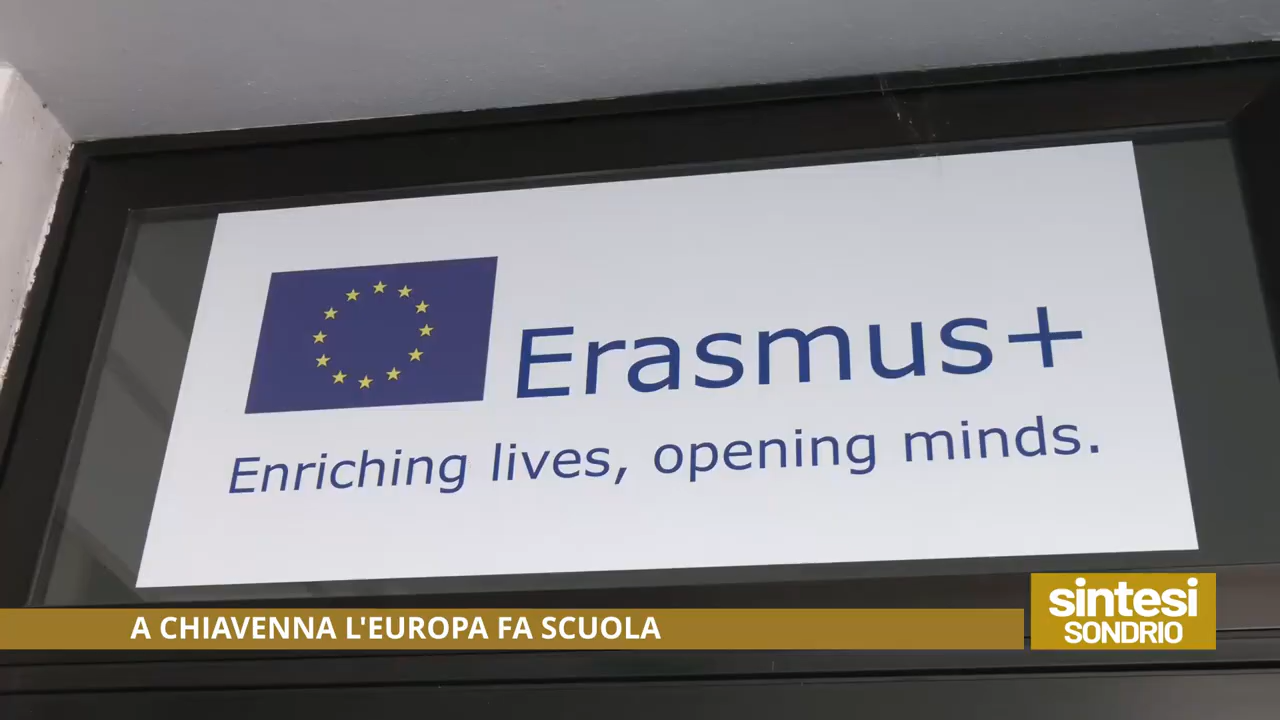 Erasmus+
Enriching lives, opening minds.
A CHIAVENNA L'EUROPA FA SCUOLA
sintesi
SONDRIO